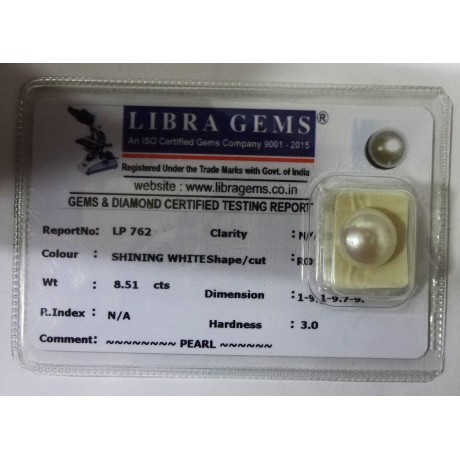 LIBRA GEMS®
An ISO Certified Gems Company 9001 - 2015
Registered Under the Trade Marks with Govt. of India
website : www.libragems.co.in
GEMS & DIAMOND CERTIFIED TESTING REPORT
ReportNo: LP 762 Clarity : N/A
Colour : SHINING WHITE Shape/cut :
Wt : 8.51 cts Dimension :
R.Index : N/A Hardness : 3.0
Comment: ~~~~~~~~ PEARL ~~~~~~